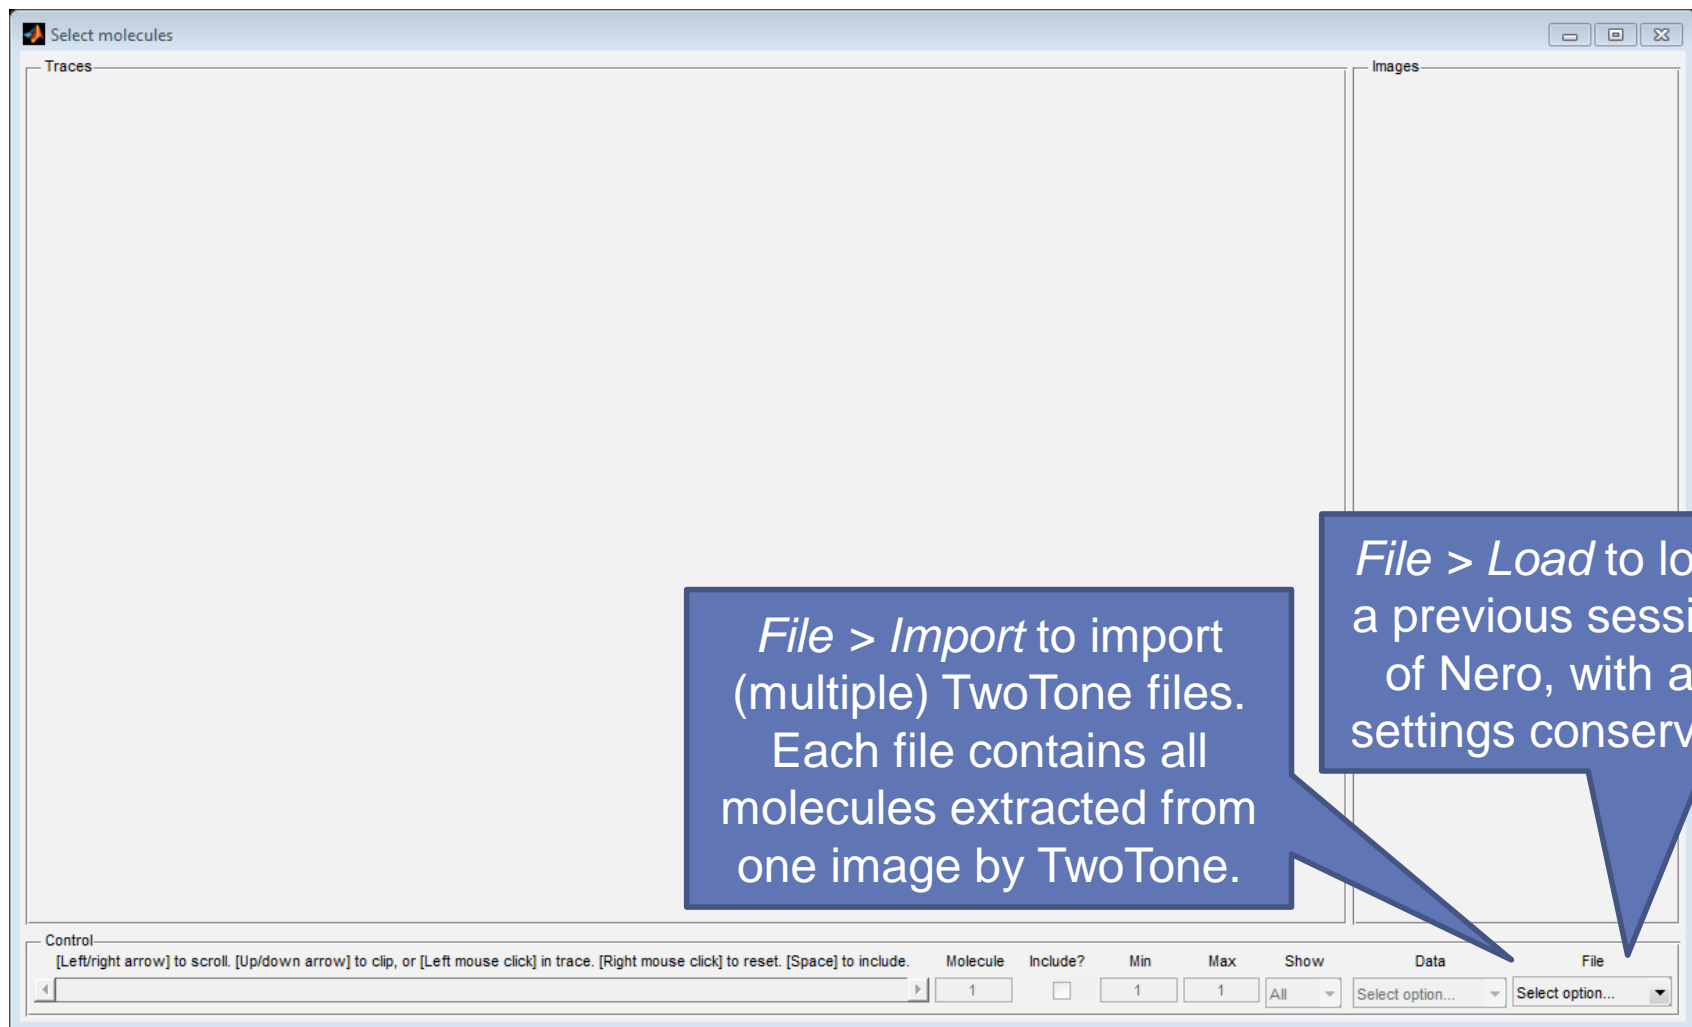 Select molecules
Traces
Images
File > Load to lo
a previous sessi
of Nero, with a
settings conserv
File > Import to import
(multiple) TwoTone files.
Each file contains all
molecules extracted from
one image by TwoTone.
Control
[Left/right arrow] to scroll. [Up/down arrow] to clip, or [Left mouse click] in trace. [Right mouse click] to reset. [Space] to include. Molecule Include? Min Max Show Data File
1 1 1 All Select option... Select option...